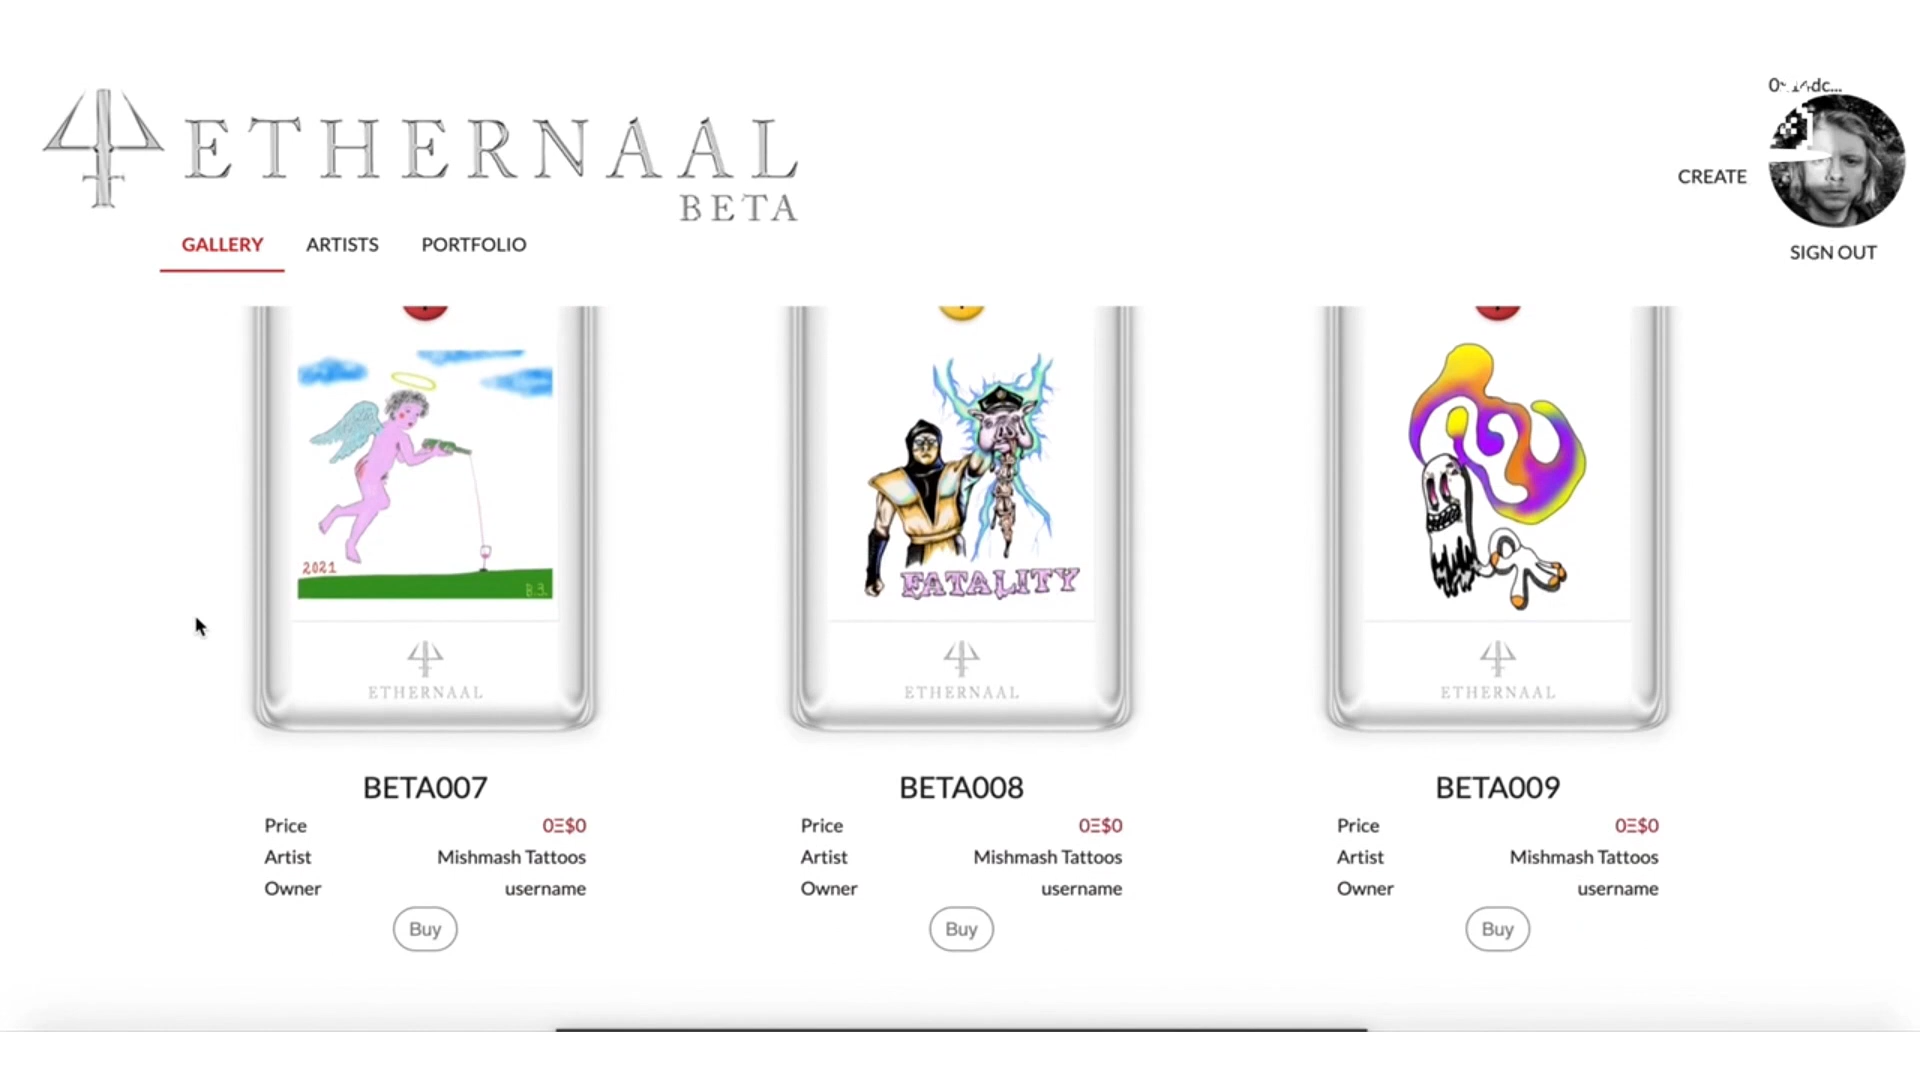 ETHERNAAL
BETA
CREATE
SIGN OUT
GALLERY ARTISTS PORTFOLIO
2021
B.B.
FATALITY
ETHERNAAL ETHERNAAL ETHERNAAL
BETA007 BETA008 BETA009
Price 0Ξ$0 Price 0Ξ$0 Price 0Ξ$0
Artist Mishmash Tattoos Artist Mishmash Tattoos Artist Mishmash Tattoos
Owner username Owner username Owner username
Buy Buy Buy